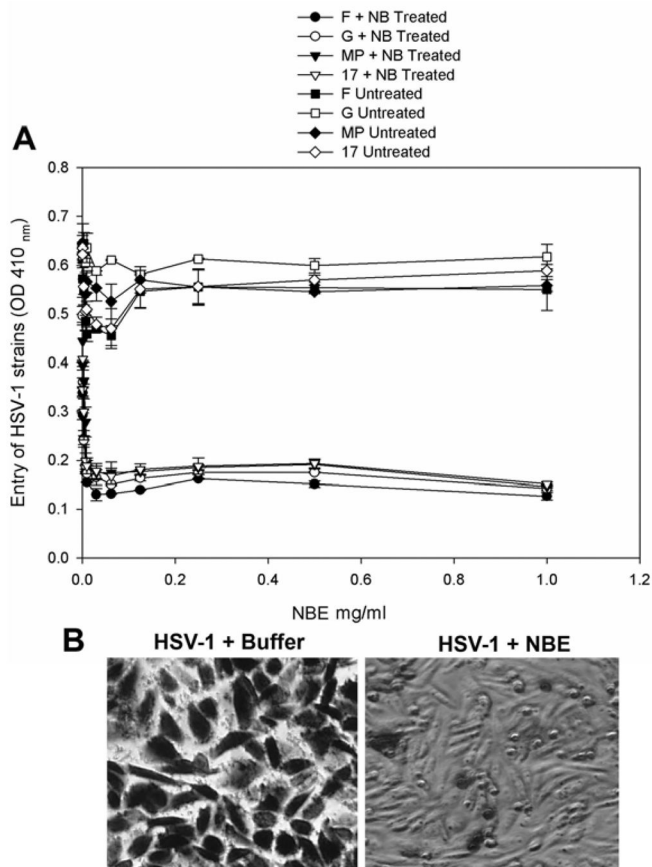 F + NB Treated
G + NB Treated
MP + NB Treated
17 + NB Treated
F Untreated
G Untreated
MP Untreated
17 Untreated
A
0.8
0.7
0.6
0.5
0.4
0.3
0.2
0.1
0.0
Entry of HSV-1 strains (OD 410 nm)
0.0 0.2 0.4 0.6 0.8 1.0 1.2
NBE mg/ml
B HSV-1 + Buffer HSV-1 + NBE